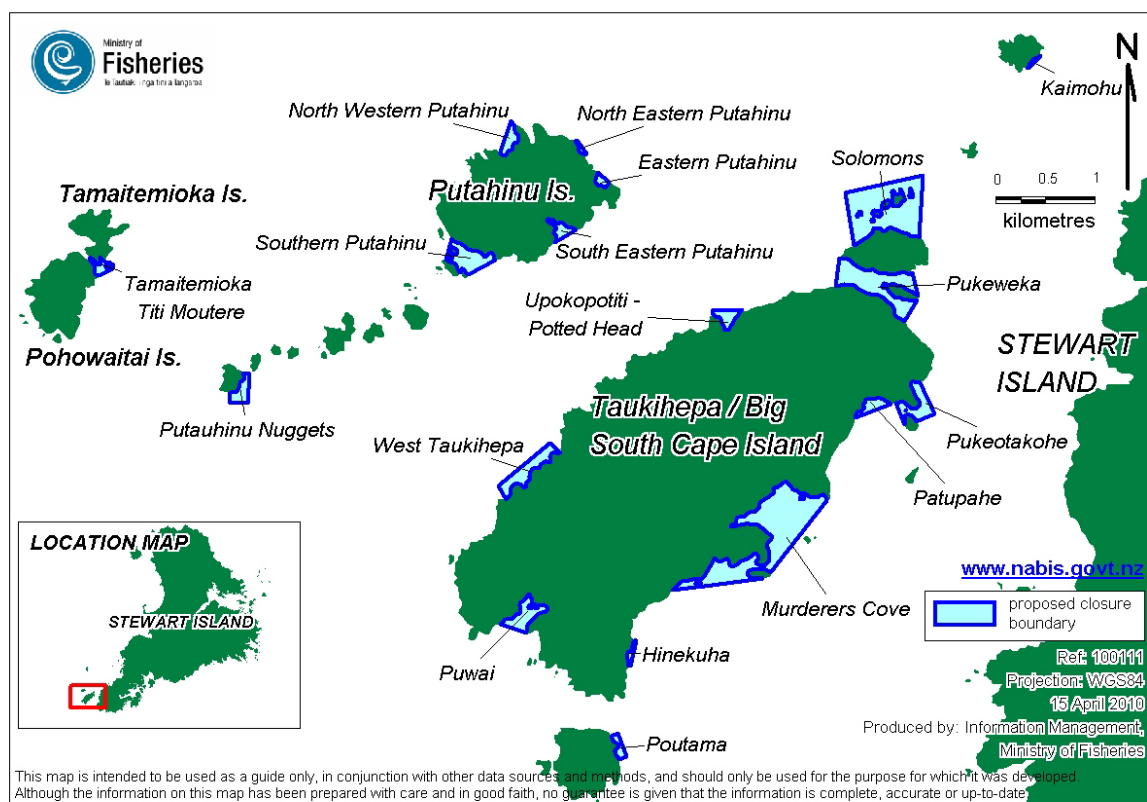 Ministry of
Fisheries
N
Kaimohu
North Western Putahinu
North Eastern Putahinu
Eastern Putahinu
Solomons
0 0.5 1
kilometres
Tamaitemioka Is.
Putahinu Is.
Southern Putahinu
South Eastern Putahinu
Tamaitemioka
Titi Moutere
Pukeweka
Upokopotiti -
Potted Head
Pohowaitai Is.
STEWART
ISLAND
Taukihepa / Big
South Cape Island
Putauhinu Nuggets
West Taukihepa
Pukeotakohe
Patupahe
LOCATION MAP
STEWART ISLAND
www.nabis.govt.nz
proposed closure
boundary
Murderers Cove
Puwai
Hinekuha
Ref: 100111
Projection: WGS84
15 April 2010
Produced by: Information Management,
Ministry of Fisheries
Poutama
This map is intended to be used as a guide only, in conjunction with other data sources and methods, and should only be used for the purpose for which it was developed.
Although the information on this map has been prepared with care and in good faith, no guarantee is given that the information is complete, accurate or up-to-date.